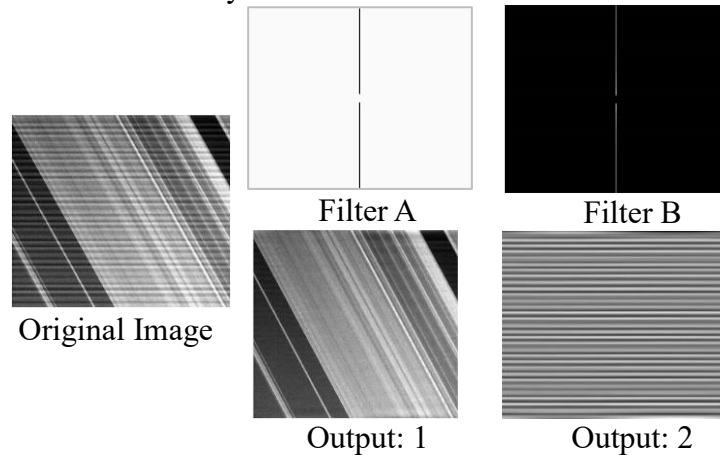 Filter A
Filter B
Original Image
Output: 1
Output: 2